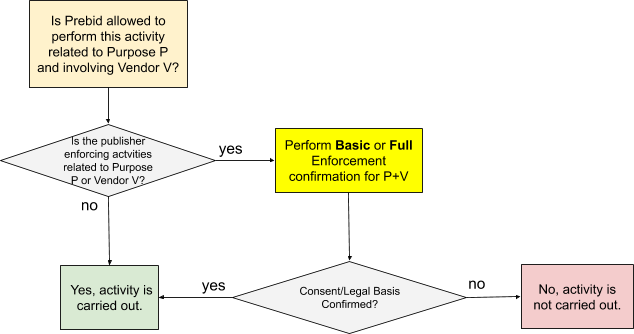 Is Prebid allowed to
perform this activity
related to Purpose P
and involving Vendor V?
Is the publisher
enforcing actvities
related to Purpose
P or Vendor V?
yes
Perform Basic or Full
Enforcement
confirmation for P+V
no
Yes, activity is
carried out.
yes
Consent/Legal Basis
Confirmed?
no
No, activity is
not carried out.